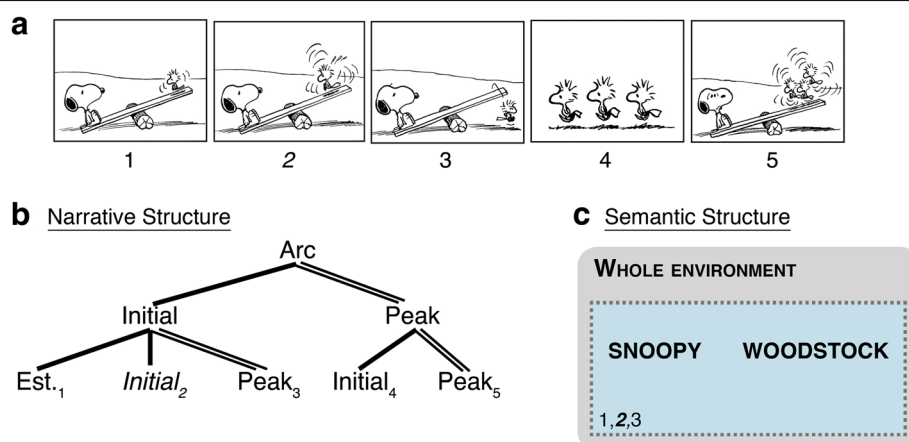 a
1 2 3 4 5
b Narrative Structure
Arc
Initial Peak
Est.1 Initial2 Peak3 Initial4 Peak5
c Semantic Structure
WHOLE ENVIRONMENT
SNOOPY WOODSTOCK
1,2,3